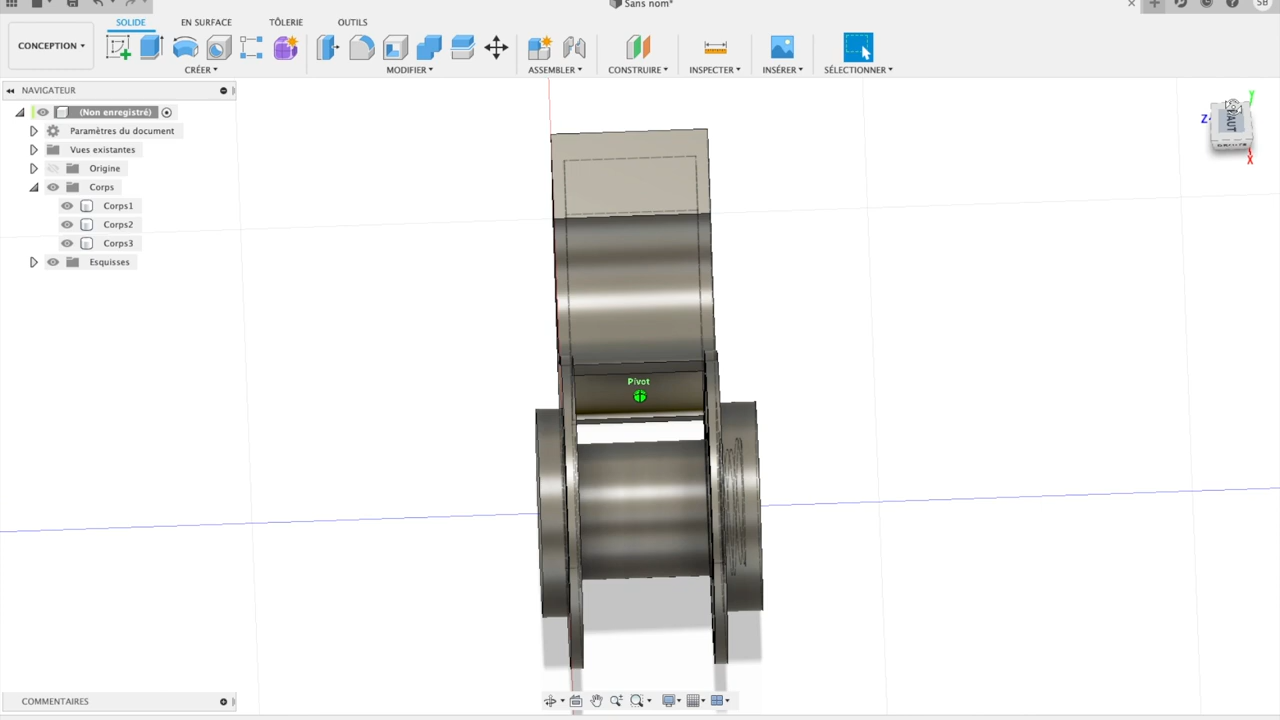 Sans nom*
SB
SOLIDE
EN SURFACE
TÔLERIE
OUTILS
CONCEPTION
CRÉER
MODIFIER
ASSEMBLER
CONSTRUIRE
INSPECTER
INSÉRER
SÉLECTIONNER
NAVIGATEUR
(Non enregistré)
Paramètres du document
Vues existantes
Origine
Corps
Corps1
Corps2
Corps3
Esquisses
Y
Z
HAUT
X
Pivot
COMMENTAIRES